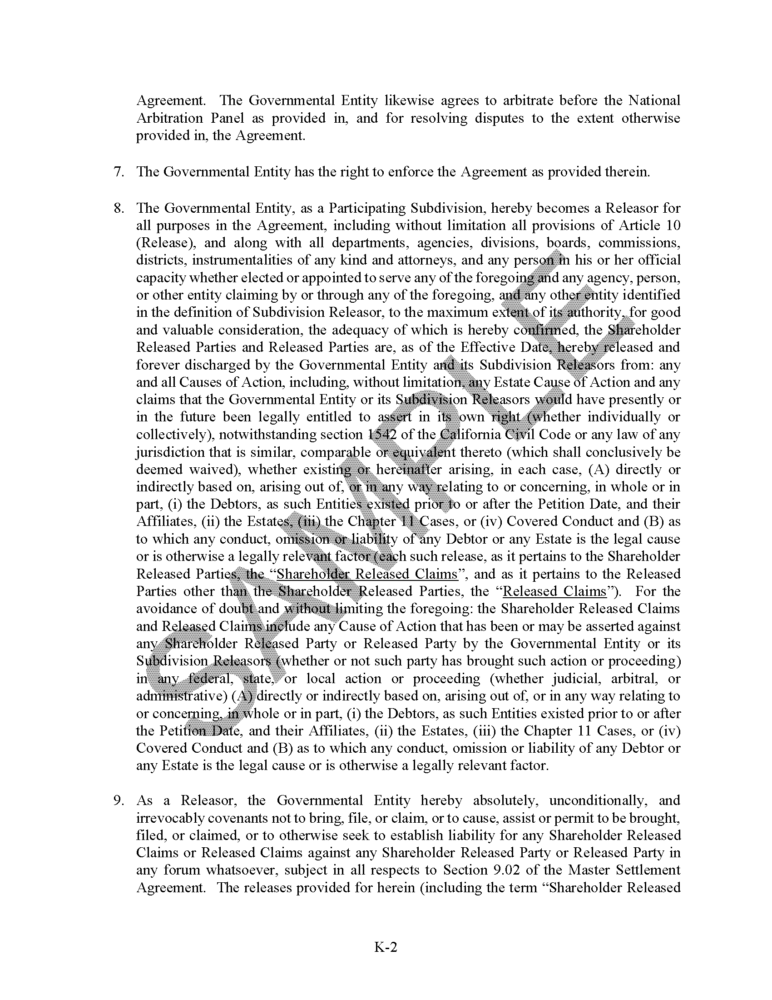 Agreement. The Governmental Entity likewise agrees to arbitrate before the National
Arbitration Panel as provided in, and for resolving disputes to the extent otherwise
provided in, the Agreement.
7. The Governmental Entity has the right to enforce the Agreement as provided therein.
8. The Governmental Entity, as a Participating Subdivision, hereby becomes a Releasor for
all purposes in the Agreement, including without limitation all provisions of Article 10
(Release), and along with all departments, agencies, divisions, boards, commissions,
districts, instrumentalities of any kind and attorneys, and any person in his or her official
capacity whether elected or appointed to serve any of the foregoing and any agency, person,
or other entity claiming by or through any of the foregoing, and any other entity identified
in the definition of Subdivision Releasor, to the maximum extent of its authority, for good
and valuable consideration, the adequacy of which is hereby confirmed, the Shareholder
Released Parties and Released Parties are, as of the Effective Date, hereby released and
forever discharged by the Governmental Entity and its Subdivision Releasors from: any
and all Causes of Action, including, without limitation, any Estate Cause of Action and any
claims that the Governmental Entity or its Subdivision Releasors would have presently or
in the future been legally entitled to assert in its own right (whether individually or
collectively), notwithstanding section 1542 of the California Civil Code or any law of any
jurisdiction that is similar, comparable or equivalent thereto (which shall conclusively be
deemed waived), whether existing or hereinafter arising, in each case, (A) directly or
indirectly based on, arising out of, or in any way relating to or concerning, in whole or in
part, (i) the Debtors, as such Entities existed prior to or after the Petition Date, and their
Affiliates, (ii) the Estates, (iii) the Chapter 11 Cases, or (iv) Covered Conduct and (B) as
to which any conduct, omission or liability of any Debtor or any Estate is the legal cause
or is otherwise a legally relevant factor (each such release, as it pertains to the Shareholder
Released Parties, the “Shareholder Released Claims”, and as it pertains to the Released
Parties other than the Shareholder Released Parties, the “Released Claims”). For the
avoidance of doubt and without limiting the foregoing: the Shareholder Released Claims
and Released Claims include any Cause of Action that has been or may be asserted against
any Shareholder Released Party or Released Party by the Governmental Entity or its
Subdivision Releasors (whether or not such party has brought such action or proceeding)
in any federal, state, or local action or proceeding (whether judicial, arbitral, or
administrative) (A) directly or indirectly based on, arising out of, or in any way relating to
or concerning, in whole or in part, (i) the Debtors, as such Entities existed prior to or after
the Petition Date, and their Affiliates, (ii) the Estates, (iii) the Chapter 11 Cases, or (iv)
Covered Conduct and (B) as to which any conduct, omission or liability of any Debtor or
any Estate is the legal cause or is otherwise a legally relevant factor.
9. As a Releasor, the Governmental Entity hereby absolutely, unconditionally, and
irrevocably covenants not to bring, file, or claim, or to cause, assist or permit to be brought,
filed, or claimed, or to otherwise seek to establish liability for any Shareholder Released
Claims or Released Claims against any Shareholder Released Party or Released Party in
any forum whatsoever, subject in all respects to Section 9.02 of the Master Settlement
Agreement. The releases provided for herein (including the term “Shareholder Released
K-2
SAMPLE